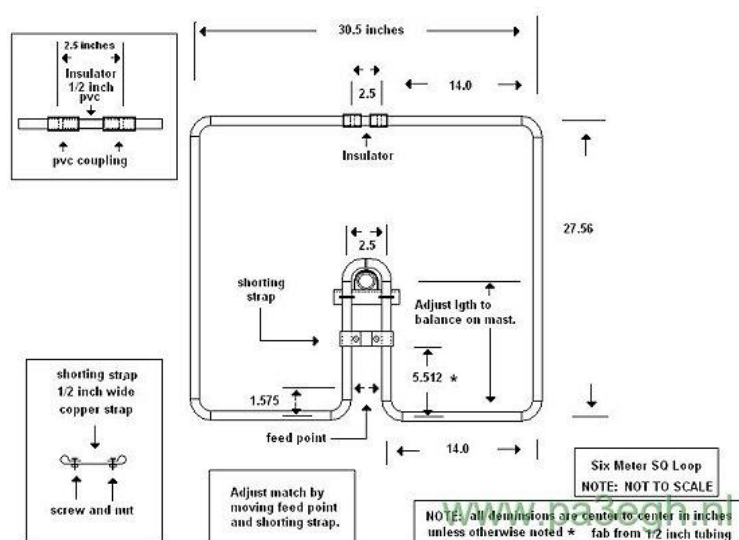 30.5 inches
2.5 inches
Insulator
1/2 inch
pvc
pvc coupling
2.5
14.0
Insulator
27.56
2.5
shorting
strap
Adjust lgth to
balance on mast.
5.512 *
1.575
feed point
14.0
shorting strap
1/2 inch wide
copper strap
screw and nut
Adjust match by
moving feed point
and shorting strap.
Six Meter SQ Loop
NOTE: NOT TO SCALE
www.pa3egh.nl
NOTE: all deminsions are center to center in inches
unless otherwise noted * fab from 1/2 inch tubing